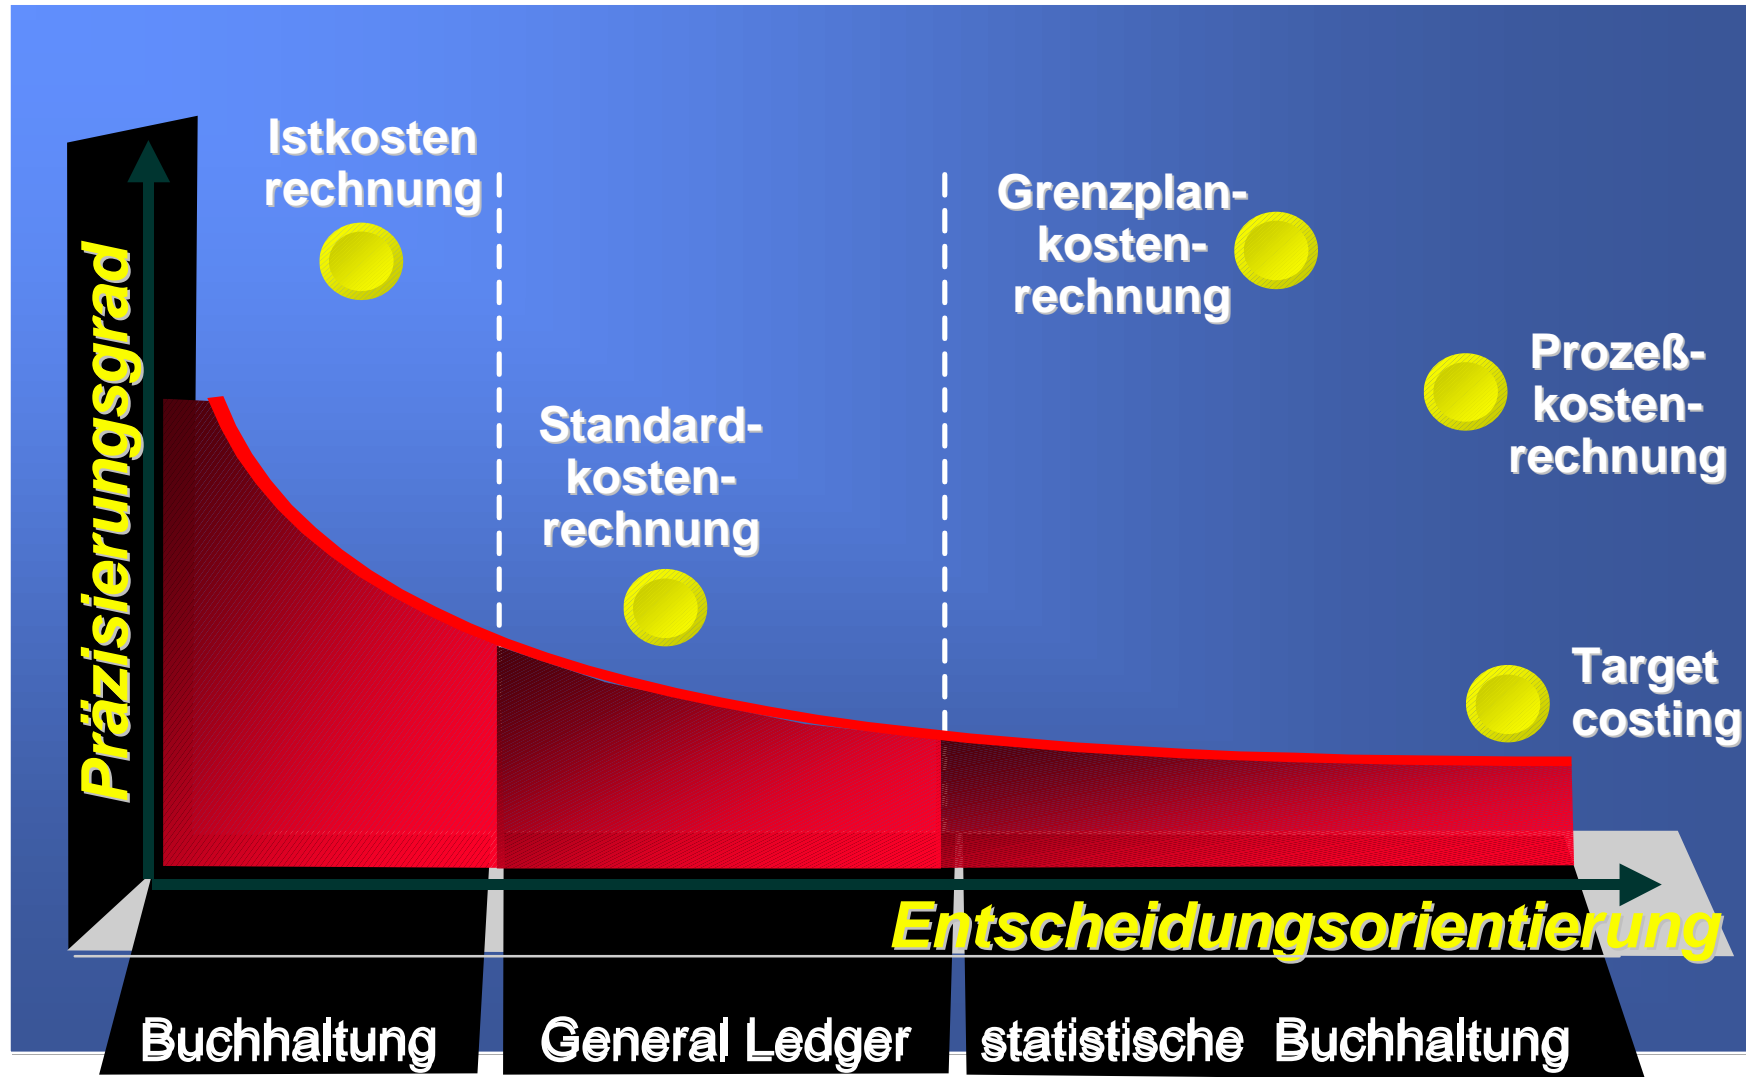 Istkosten
rechnung
Grenzplan-
kosten-
rechnung
Prozeß-
kosten-
rechnung
Standard-
kosten-
rechnung
Target
costing
Präzisierungsgrad
Entscheidungsorientierung
Buchhaltung
General Ledger
statistische Buchhaltung